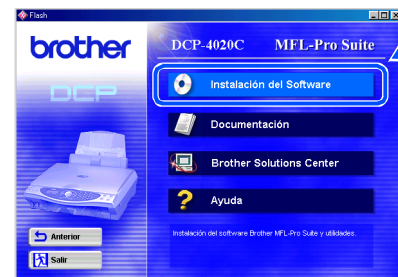 Flash
brother
DCP-4020C MFL-Pro Suite
DCP
Instalación del Software
Documentación
Brother Solutions Center
Ayuda
Instalación del software Brother MFL-Pro Suite y utilidades.
Anterior
Salir